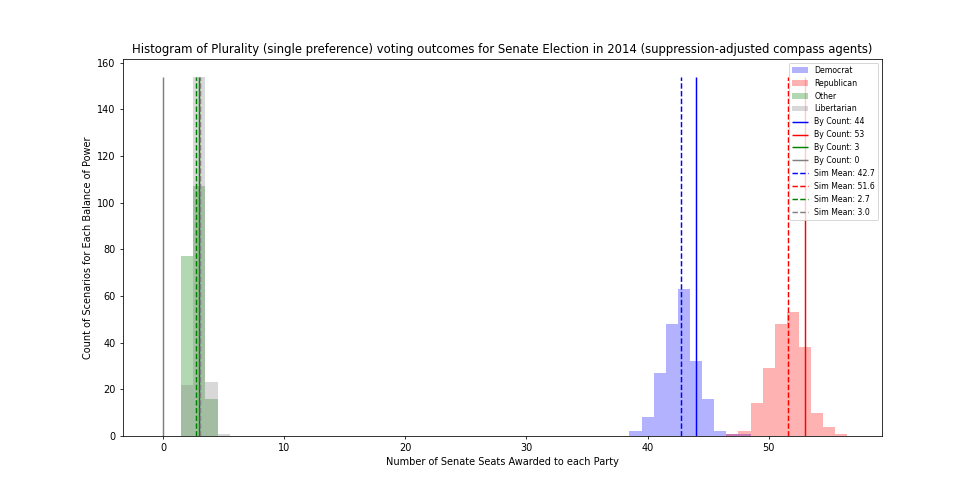 Histogram of Plurality (single preference) voting outcomes for Senate Election in 2014 (suppression-adjusted compass agents)
160
140
120
100
80
60
40
20
0
Count of Scenarios for Each Balance of Power
Democrat
Republican
Other
Libertarian
By Count: 44
By Count: 53
By Count: 3
By Count: 0
Sim Mean: 42.7
Sim Mean: 51.6
Sim Mean: 2.7
Sim Mean: 3.0
0 10 20 30 40 50
Number of Senate Seats Awarded to each Party